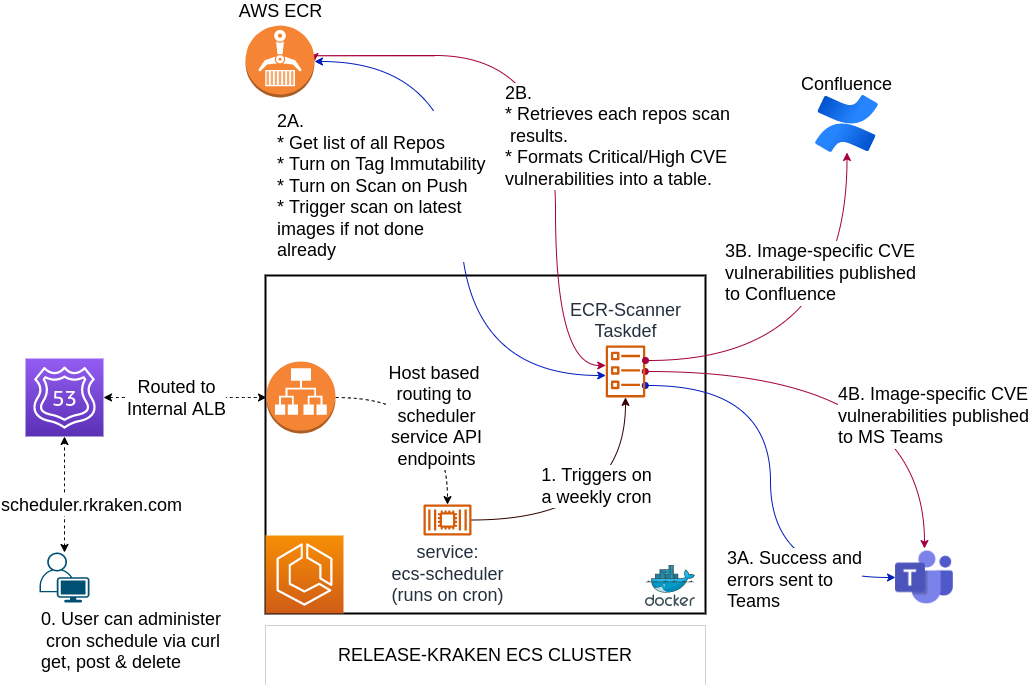 AWS ECR
2A.
* Get list of all Repos
* Turn on Tag Immutability
* Turn on Scan on Push
* Trigger scan on latest
images if not done
already
2B.
* Retrieves each repos scan
results.
* Formats Critical/High CVE
vulnerabilities into a table.
Confluence
3B. Image-specific CVE
vulnerabilities published
to Confluence
ECR-Scanner
Taskdef
53
Routed to
Internal ALB
Host based
routing to
scheduler
service API
endpoints
4B. Image-specific CVE
vulnerabilities published
to MS Teams
1. Triggers on
a weekly cron
scheduler.rkraken.com
service:
ecs-scheduler
(runs on cron)
docker
3A. Success and
errors sent to
Teams
T
0. User can administer
cron schedule via curl
get, post & delete
RELEASE-KRAKEN ECS CLUSTER